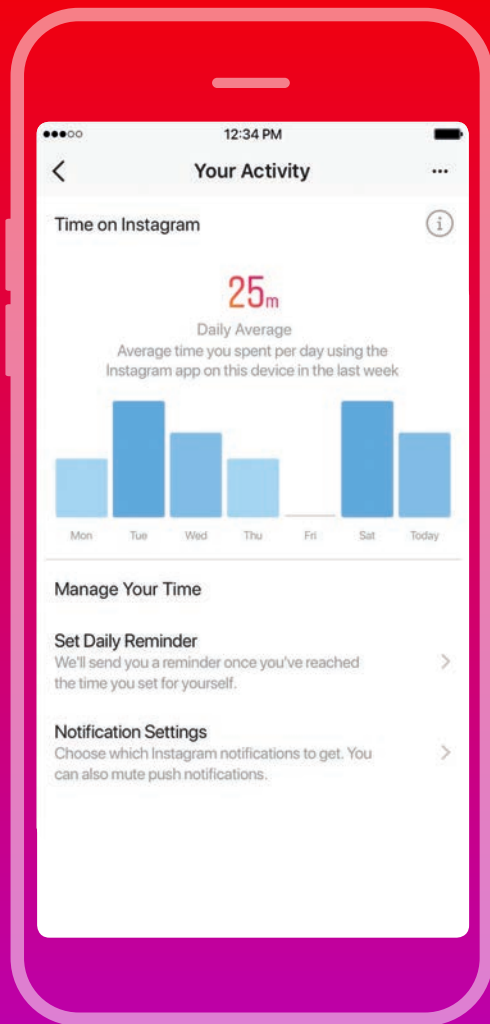 12:34 PM
Your Activity
Time on Instagram
25m
Daily Average
Average time you spent per day using the
Instagram app on this device in the last week
Mon Tue Wed Thu Fri Sat Today
Manage Your Time
Set Daily Reminder
We'll send you a reminder once you've reached
the time you set for yourself.
Notification Settings
Choose which Instagram notifications to get. You
can also mute push notifications.